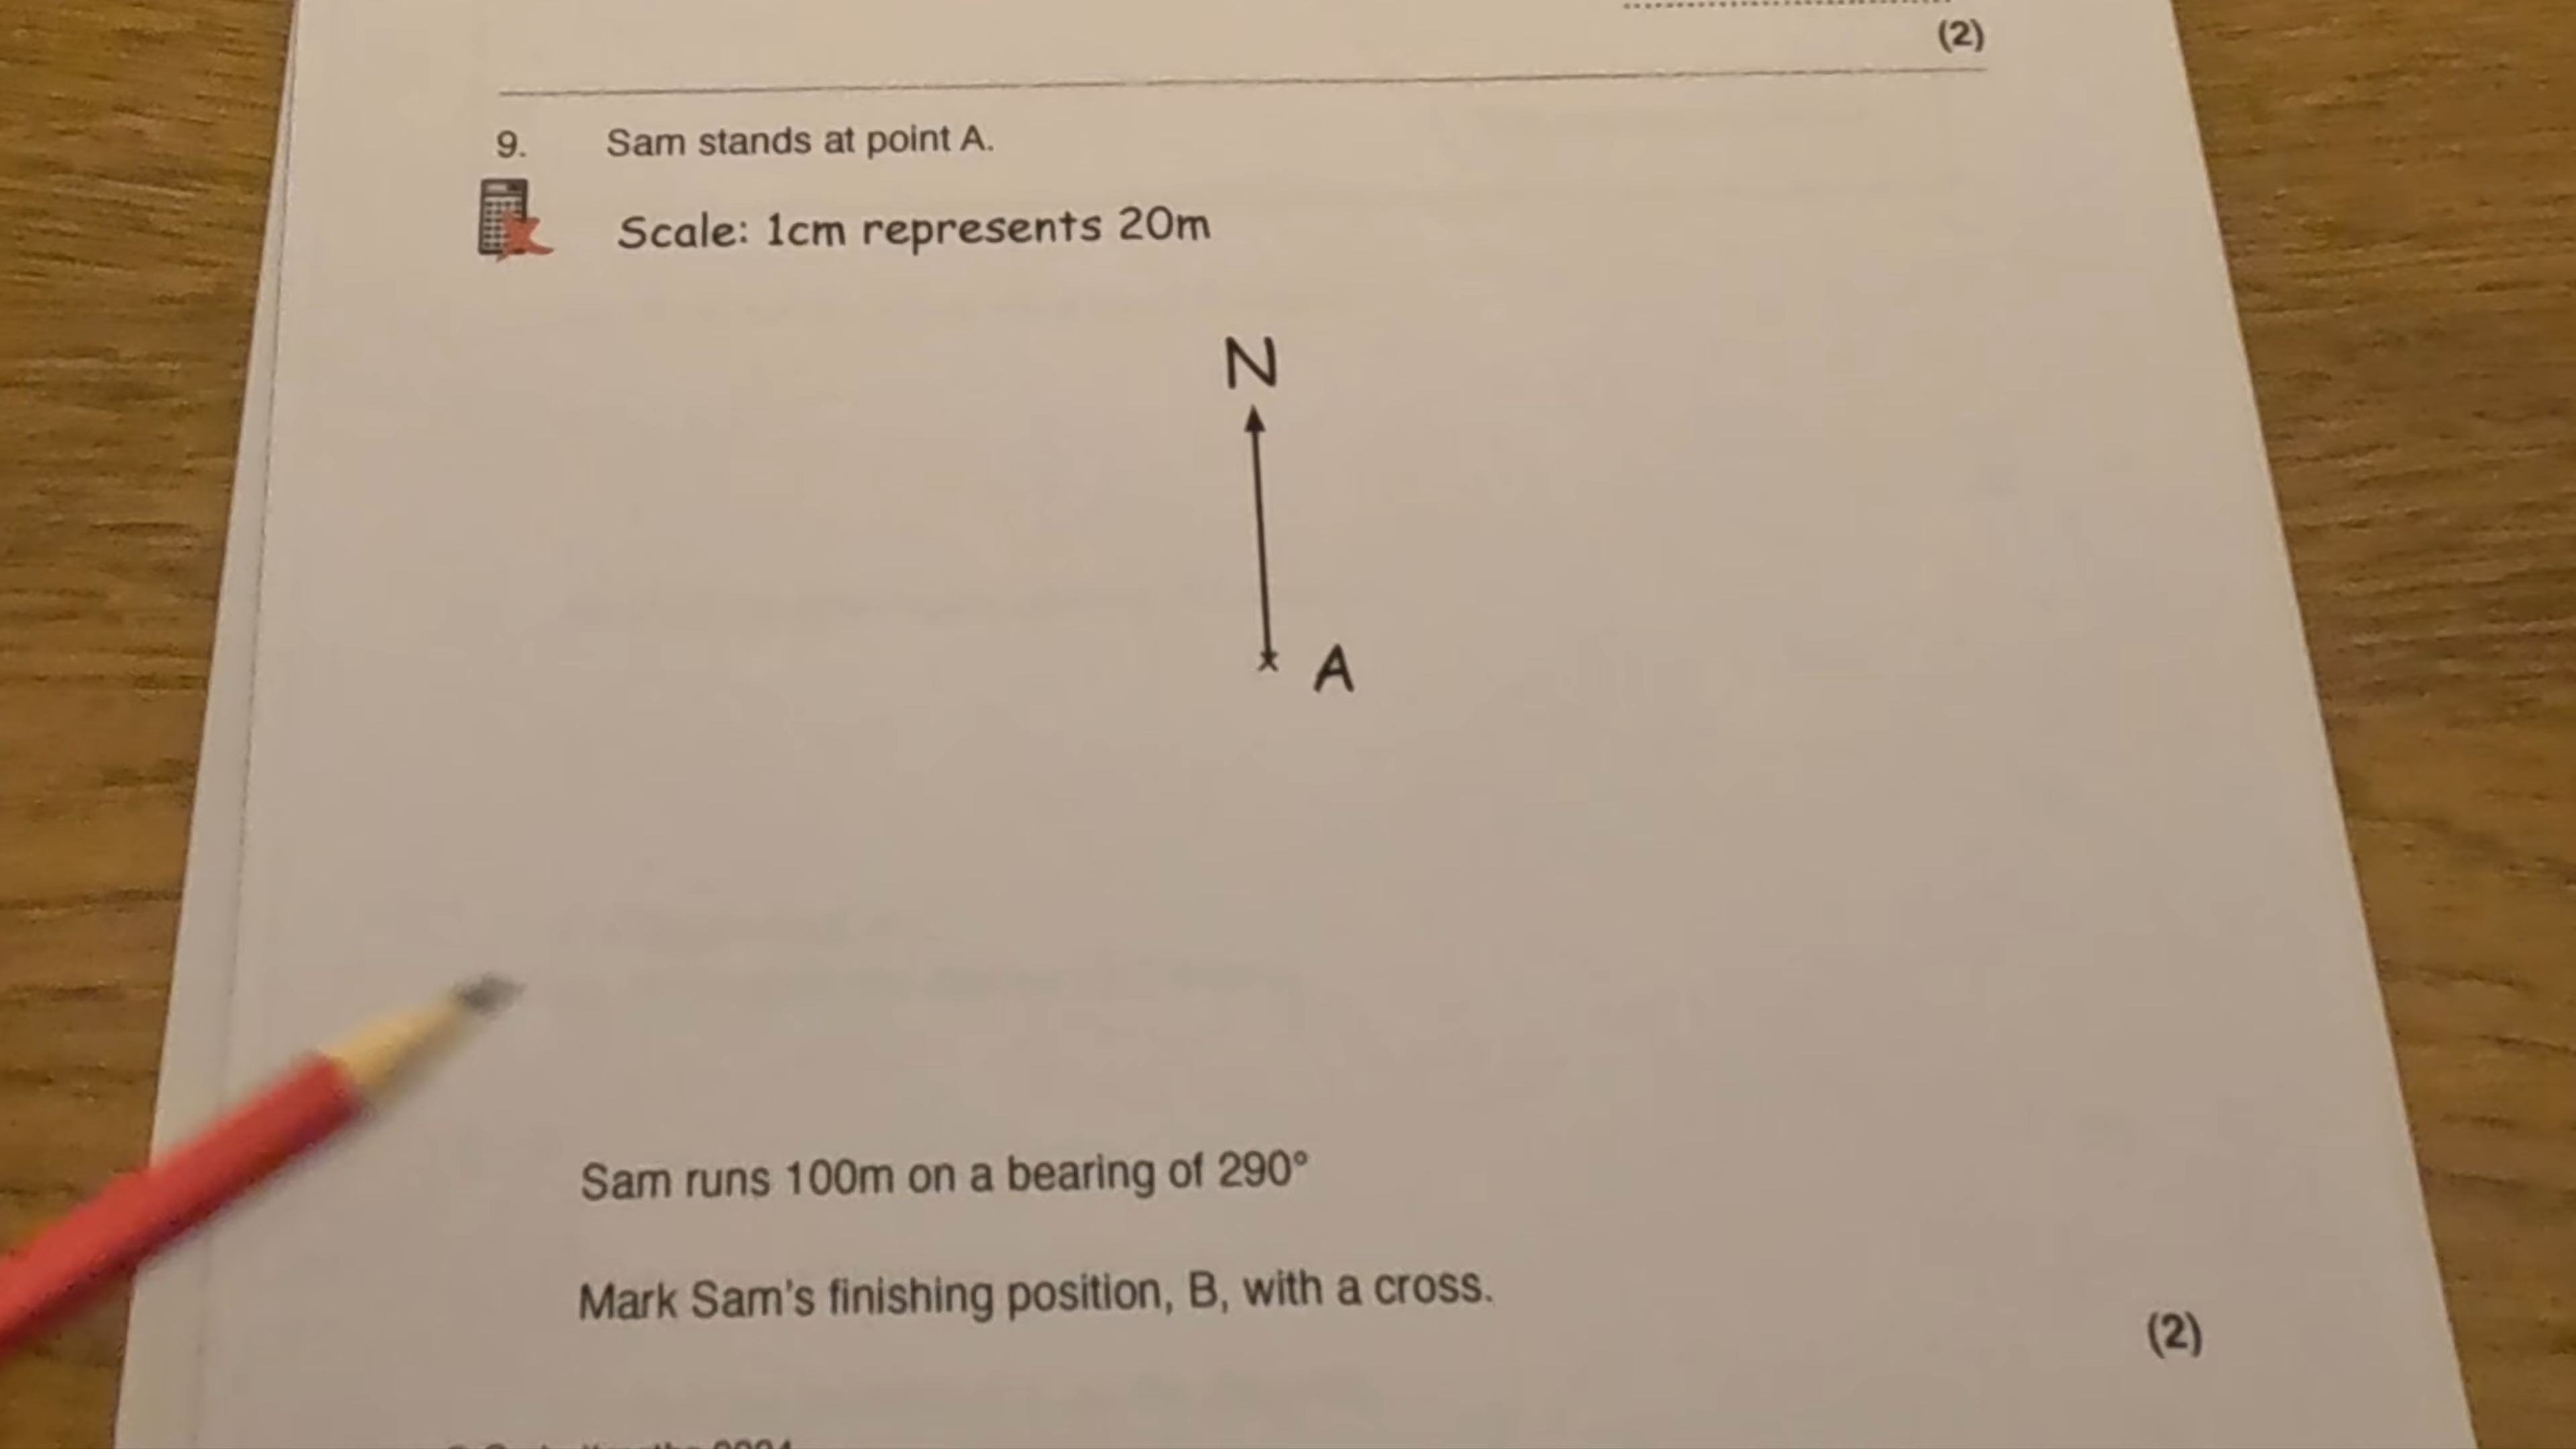 (2)
9. Sam stands at point A.
Scale: 1cm represents 20m
N
A
Sam runs 100m on a bearing of 290°
Mark Sam's finishing position, B, with a cross.
(2)